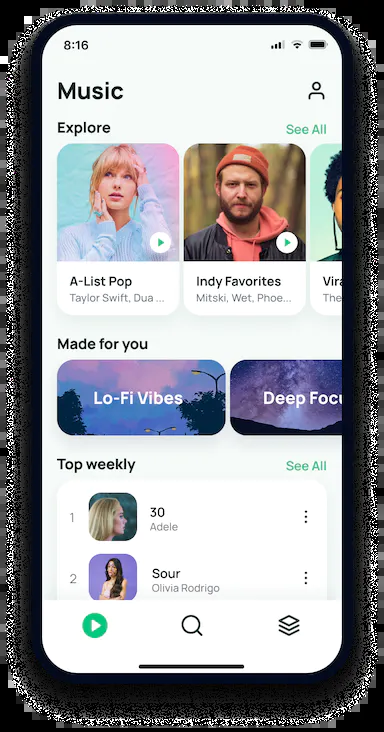 8:16
Music
Explore
See All
A-List Pop
Taylor Swift, Dua ...
Indy Favorites
Mitski, Wet, Phoe...
Vira
The
Made for you
Lo-Fi Vibes
Deep Focu
Top weekly
See All
1
30
Adele
2
Sour
Olivia Rodrigo